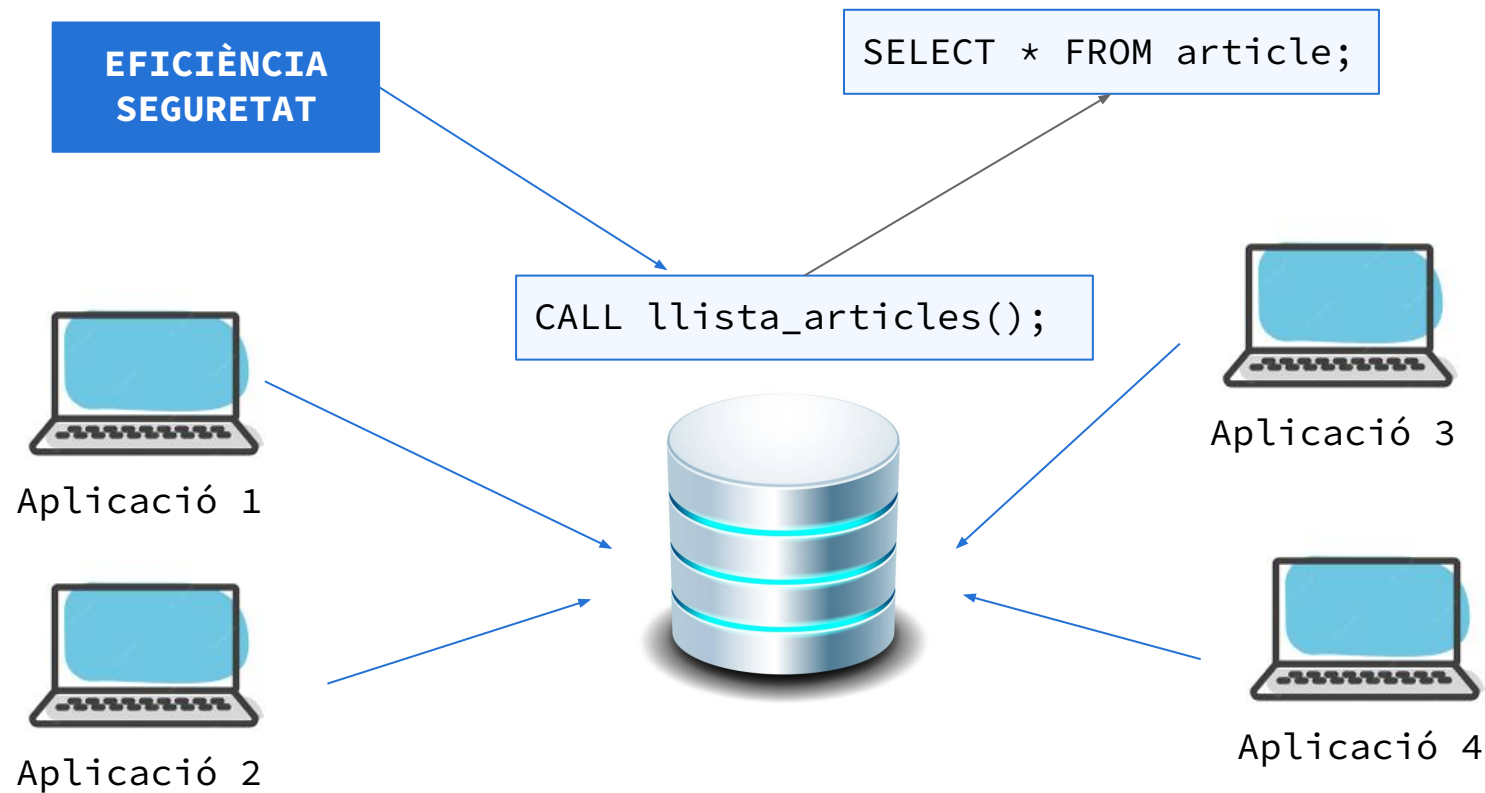 EFICIÈNCIA
SEGURETAT
SELECT * FROM article;
CALL llista_articles();
Aplicació 1
Aplicació 3
Aplicació 2
Aplicació 4